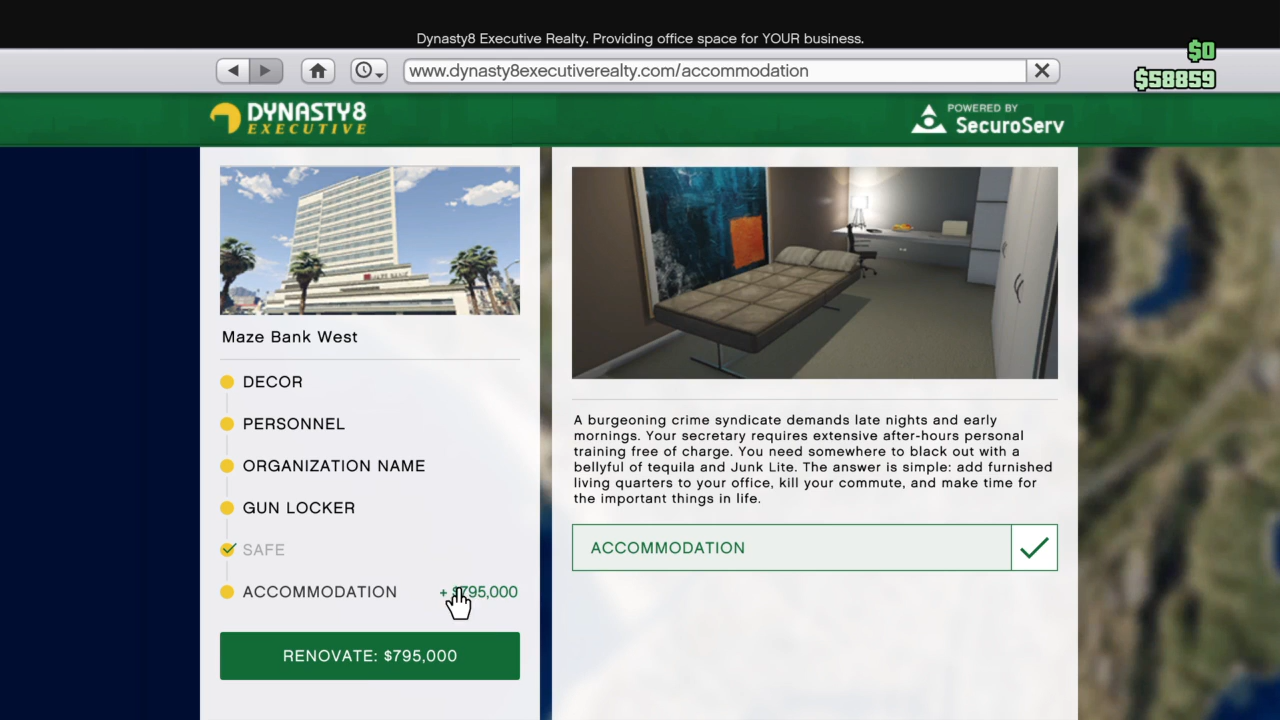 Dynasty8 Executive Realty. Providing office space for YOUR business.
$0
www.dynasty8executiverealty.com/accommodation
$58859
DYNASTY8
EXECUTIVE
POWERED BY
SecuroServ
MAZE BANK
Maze Bank West
DECOR
PERSONNEL
ORGANIZATION NAME
GUN LOCKER
SAFE
ACCOMMODATION + $795,000
RENOVATE: $795,000
A burgeoning crime syndicate demands late nights and early
mornings. Your secretary requires extensive after-hours personal
training free of charge. You need somewhere to black out with a
bellyful of tequila and Junk Lite. The answer is simple: add furnished
living quarters to your office, kill your commute, and make time for
the important things in life.
ACCOMMODATION